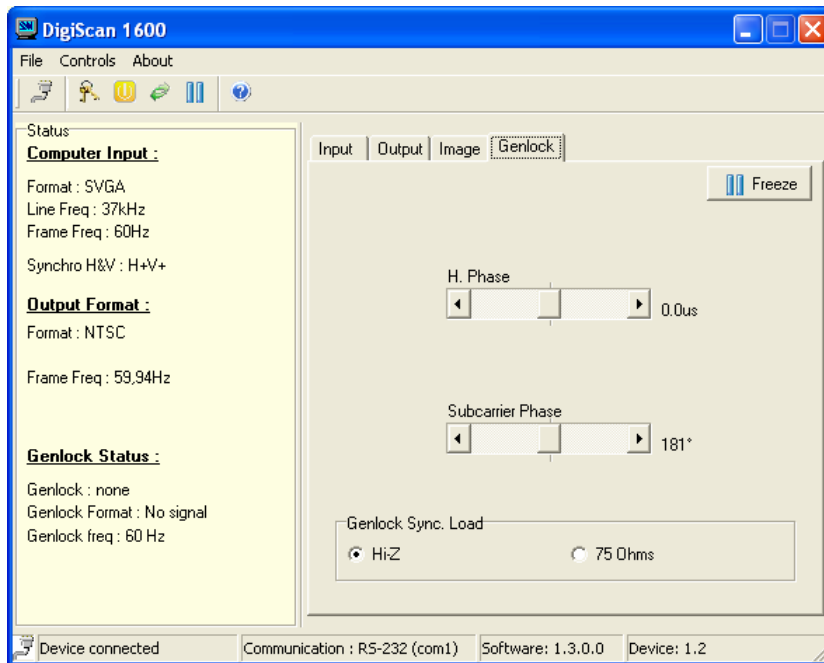 DigiScan 1600
File Controls About
Status
Computer Input :
Format : SVGA
Line Freq : 37kHz
Frame Freq : 60Hz
Synchro H&V : H+V+
Output Format :
Format : NTSC
Frame Freq : 59,94Hz
Genlock Status :
Genlock : none
Genlock Format : No signal
Genlock freq : 60 Hz
Input Output Image Genlock
Freeze
H. Phase
0.0us
Subcarrier Phase
181°
Genlock Sync. Load
Hi-Z 75 Ohms
Device connected Communication : RS-232 (com1) Software: 1.3.0.0 Device: 1.2